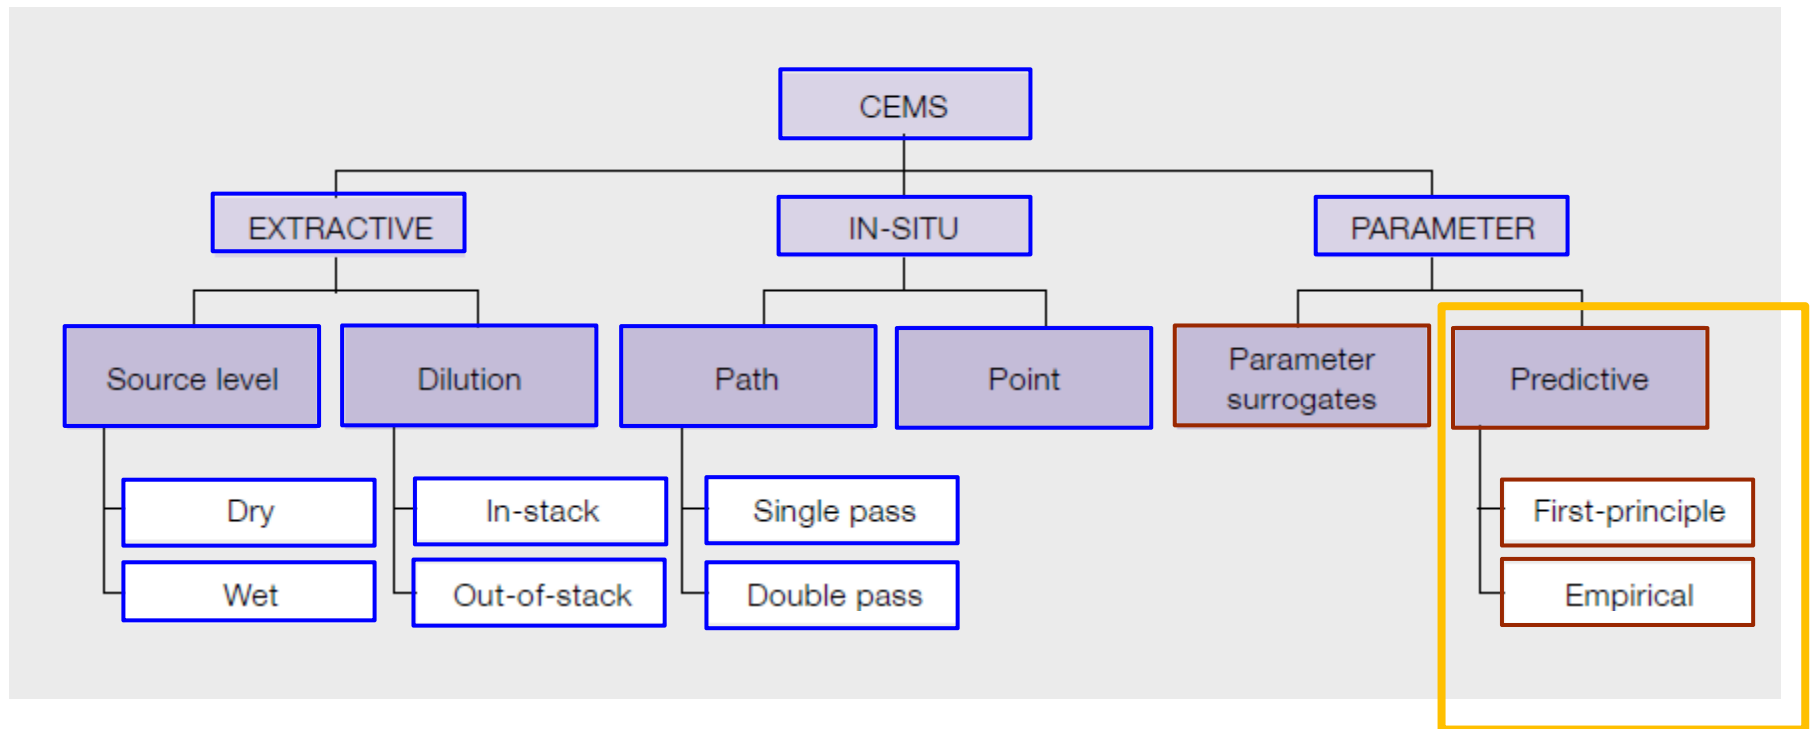 CEMS
EXTRACTIVE
IN-SITU
PARAMETER
Source level
Dilution
Path
Point
Parameter
surrogates
Predictive
Dry
In-stack
Single pass
First-principle
Wet
Out-of-stack
Double pass
Empirical